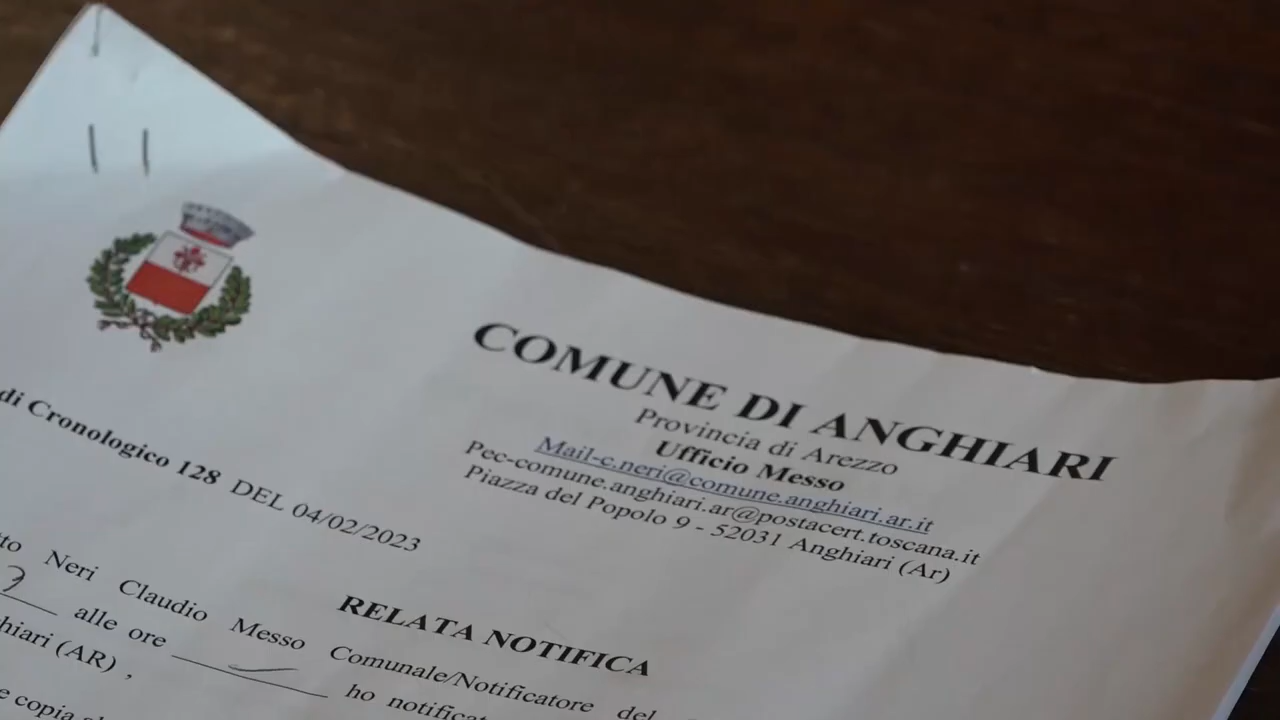 COMUNE DI ANGHIARI
Provincia di Arezzo
Ufficio Messo
Mail-c.neri@comune.anghiari.ar.it
Pec-comune.anghiari.ar@postacert.toscana.it
Piazza del Popolo 9 - 52031 Anghiari (Ar)
di Cronologico 128 DEL 04/02/2023
RELATA NOTIFICA
tto Neri Claudio Messo Comunale/Notificatore del
alle ore ho notificat
hiari (AR) ,
e copia